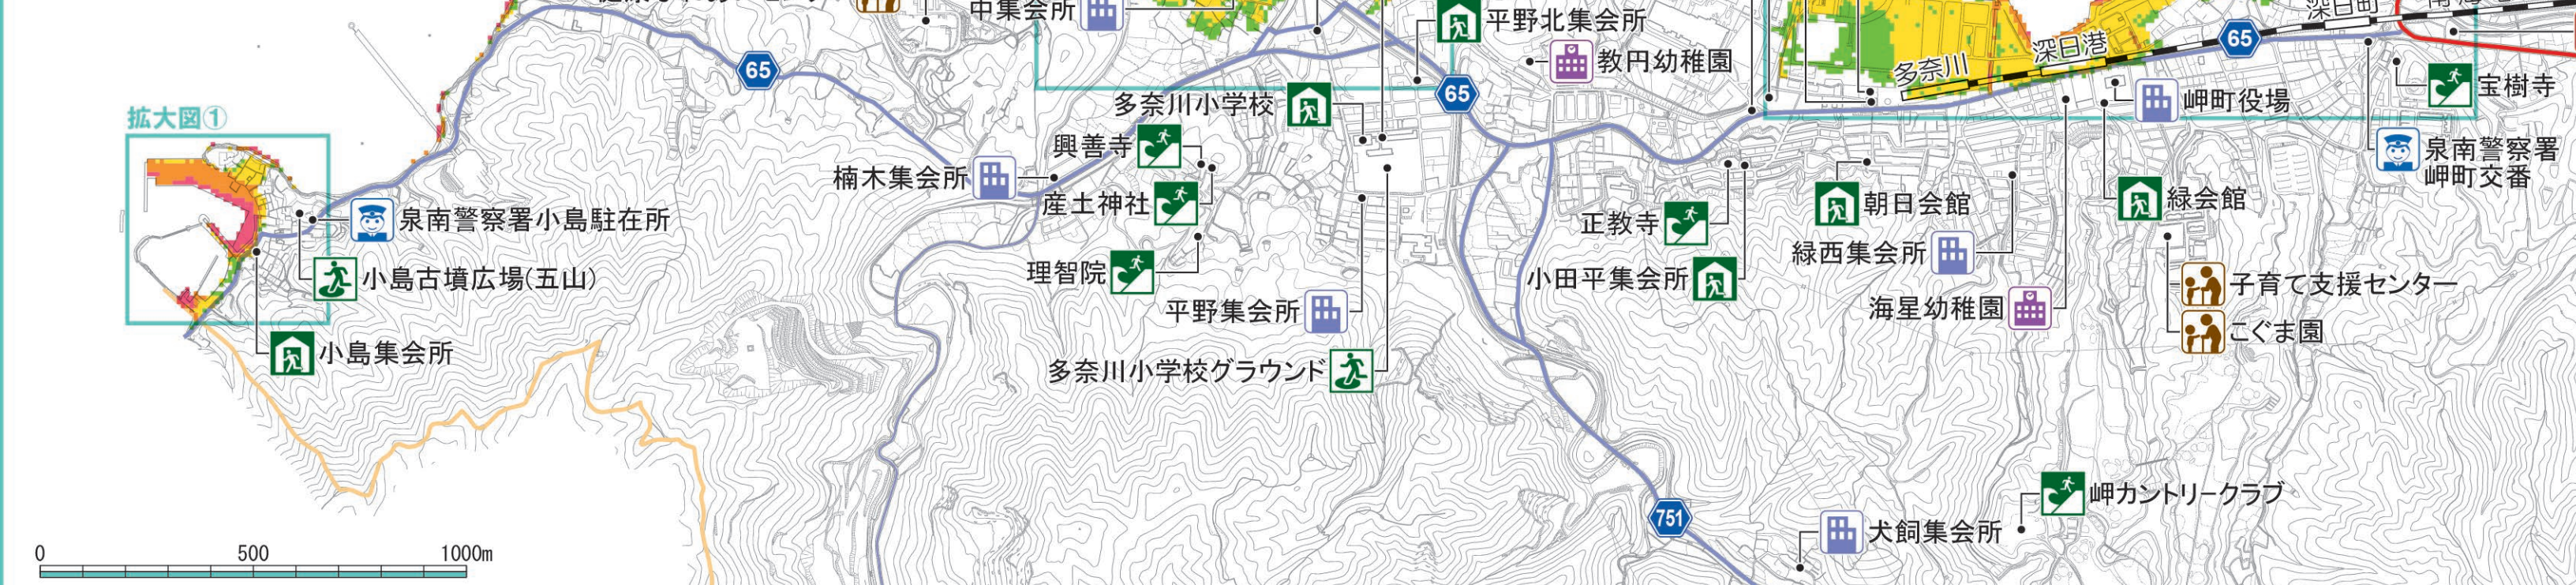 中集会所
平野北集会所
教円幼稚園
65
65
65
多奈川
深日港
深日町
宝樹寺
岬町役場
泉南警察署
岬町交番
拡大図①
多奈川小学校
興善寺
楠木集会所
産土神社
理智院
平野集会所
多奈川小学校グラウンド
泉南警察署小島駐在所
小島古墳広場(五山)
小島集会所
正教寺
小田平集会所
朝日会館
緑西集会所
海星幼稚園
緑会館
子育て支援センター
こぐま園
岬カントリークラブ
751
犬飼集会所
0 500 1000m